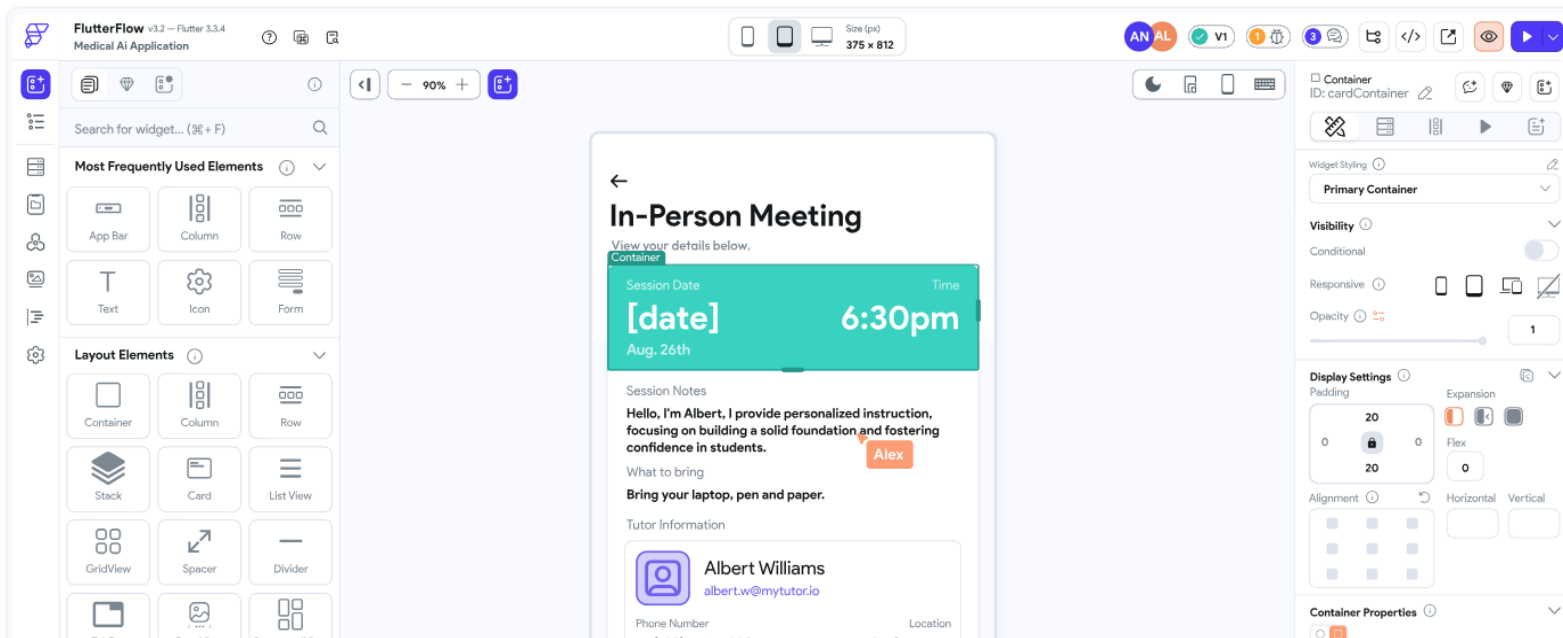 FlutterFlow v3.2 — Flutter 3.3.4
Medical Ai Application
Size (px)
375 × 812
AN AL
V1
1
3
90%
Container
ID: cardContainer
Search for widget... (⌘+ F)
Most Frequently Used Elements
App Bar
Column
Row
Text
Icon
Form
Layout Elements
Container
Column
Row
Stack
Card
List View
GridView
Spacer
Divider
In-Person Meeting
View your details below.
Container
Session Date
Time
[date]
6:30pm
Aug. 26th
Session Notes
Hello, I'm Albert, I provide personalized instruction,
focusing on building a solid foundation and fostering
confidence in students.
Alex
What to bring
Bring your laptop, pen and paper.
Tutor Information
Albert Williams
albert.w@mytutor.io
Phone Number
Location
Widget Styling
Primary Container
Visibility
Conditional
Responsive
Opacity
1
Display Settings
Padding
Expansion
20
0
0
20
Flex
0
Alignment
Horizontal
Vertical
Container Properties